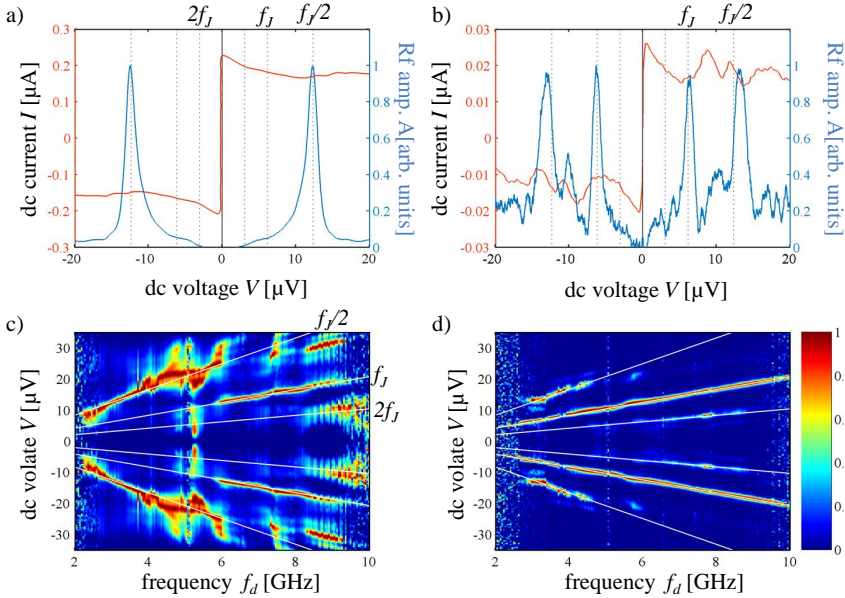 a) 2f_J f_J f_J/2
0.3 0.2 0.1 0 -0.1 -0.2 -0.3
dc current I [µA]
1 0.8 0.6 0.4 0.2 0
Rf amp. A[arb. units]
-20 -10 0 10 20
dc voltage V [µV]
b) f_J f_J/2
0.03 0.02 0.01 0 -0.01 -0.02 -0.03
dc current I [µA]
1 0.8 0.6 0.4 0.2 0
Rf amp. A[arb. units]
-20 -10 0 10 20
dc voltage V [µV]
c) f_J/2
f_J
2f_J
30 20 10 0 -10 -20 -30
dc volate V [µV]
2 4 6 8 10
frequency f_d [GHz]
d)
30 20 10 0 -10 -20 -30
dc volate V [µV]
2 4 6 8 10
frequency f_d [GHz]
1
0
0
0
0
0